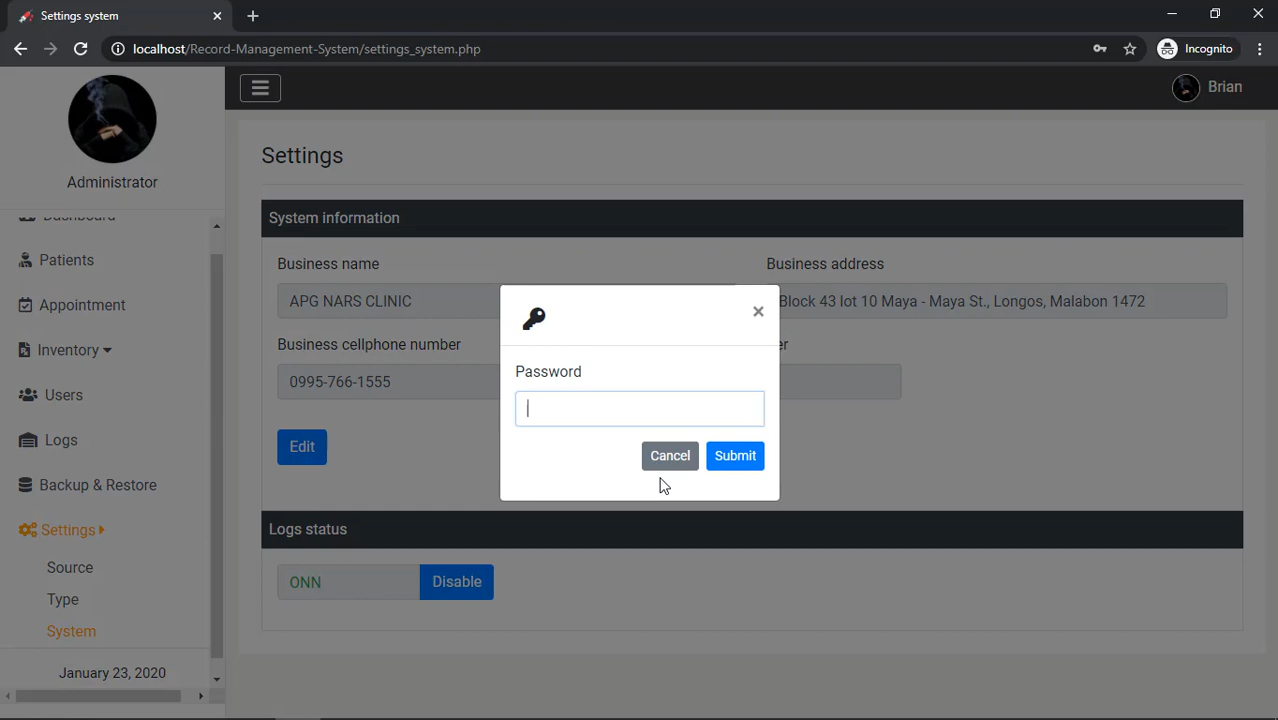 Settings system
localhost/Record-Management-System/settings_system.php
Incognito
Brian
Administrator
Dashboard
Patients
Appointment
Inventory
Users
Logs
Backup & Restore
Settings
Source
Type
System
January 23, 2020
Settings
System information
Business name
Business address
APG NARS CLINIC
Block 43 lot 10 Maya - Maya St., Longos, Malabon 1472
Business cellphone number
0995-766-1555
Edit
Password
Cancel
Submit
Logs status
ONN
Disable